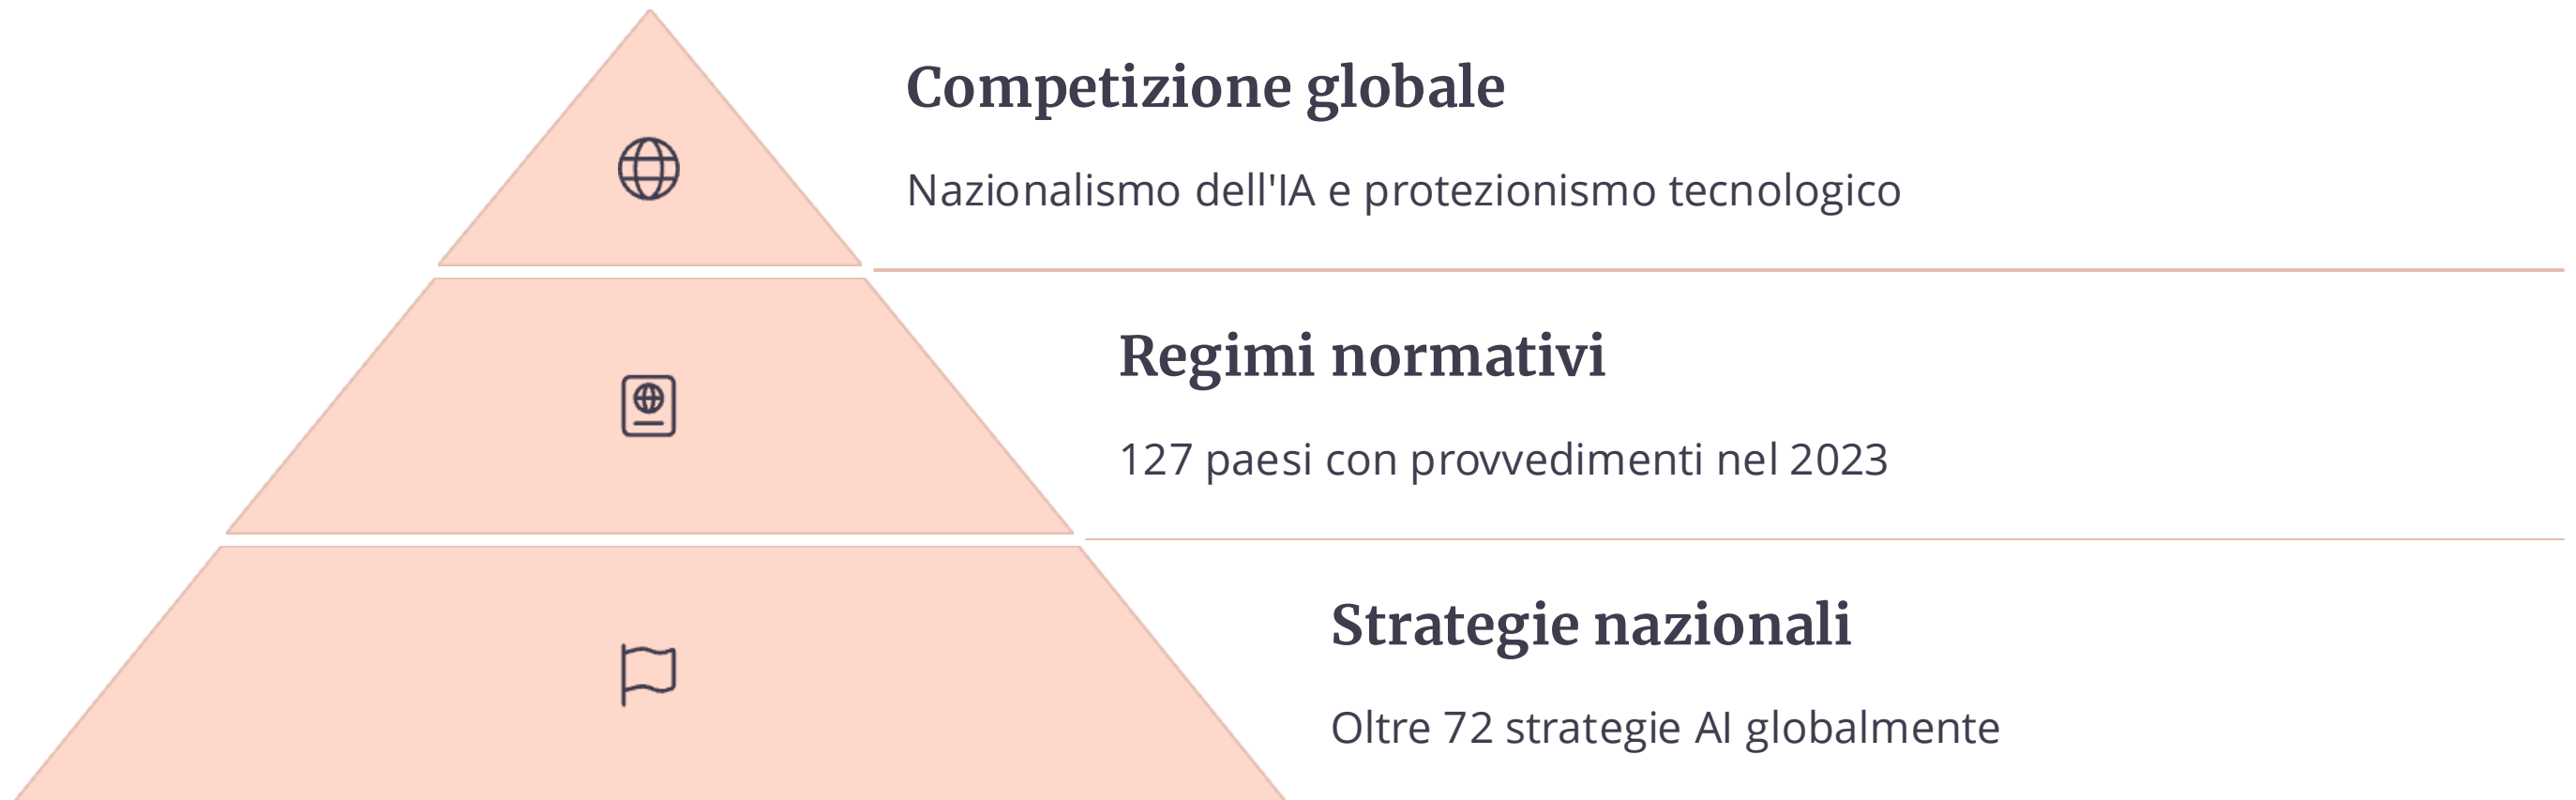 Competizione globale
Nazionalismo dell'IA e protezionismo tecnologico
Regimi normativi
127 paesi con provvedimenti nel 2023
Strategie nazionali
Oltre 72 strategie AI globalmente